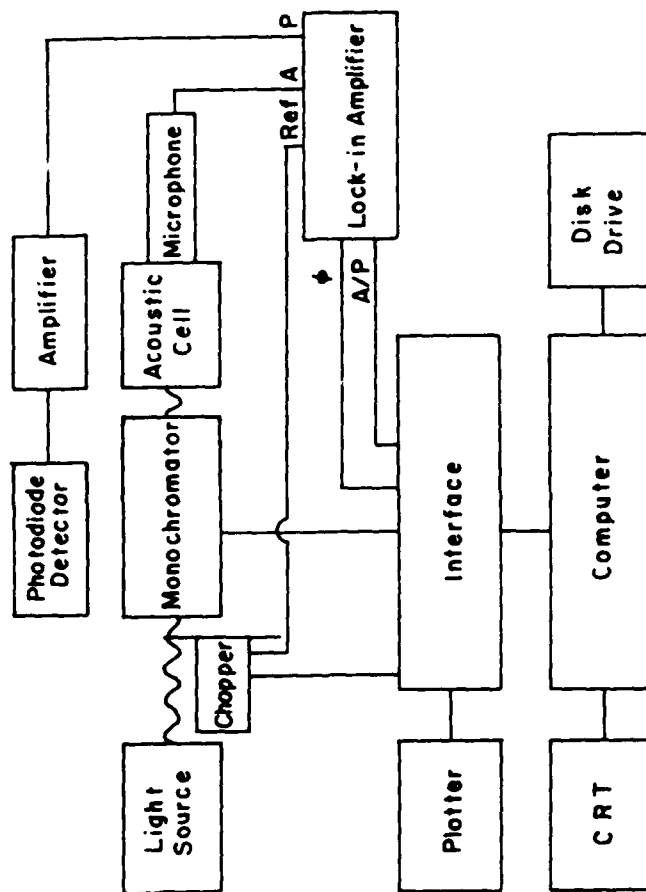 Photodiode
Detector
Amplifier
Light
Source
Chopper
Monochromator
Acoustic
Cell
Microphone
Ref
A
P
Lock-in Amplifier
ϕ
A/P
Plotter
Interface
CRT
Computer
Disk
Drive